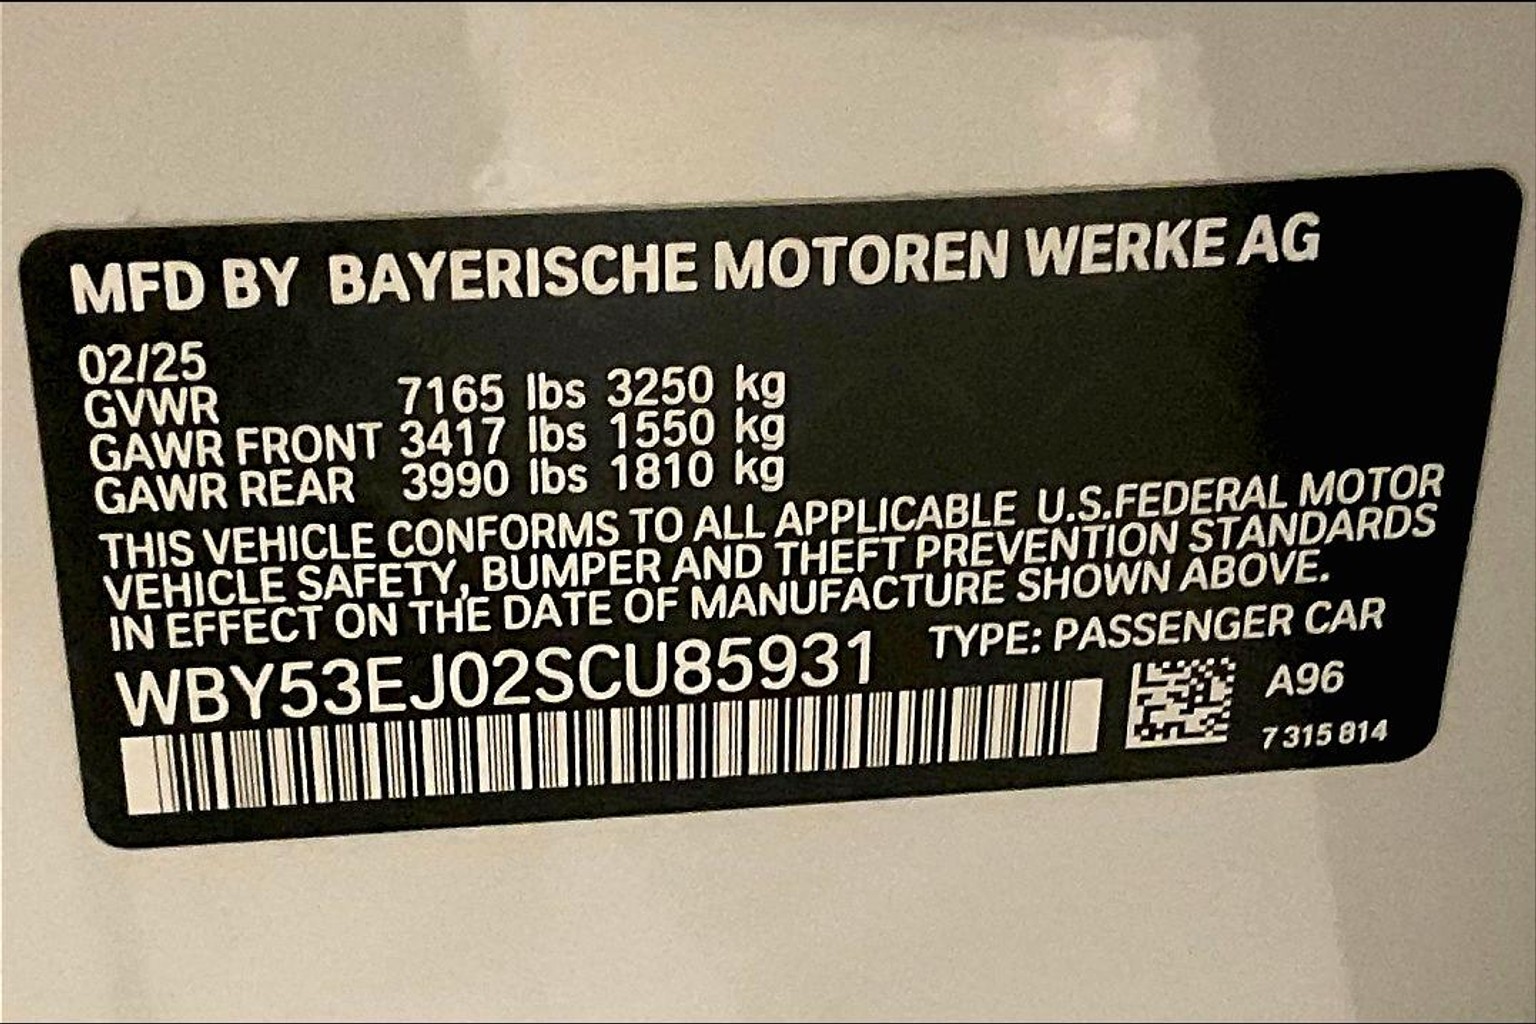 MFD BY BAYERISCHE MOTOREN WERKE AG
02/25
GVWR 7165 lbs 3250 kg
GAWR FRONT 3417 lbs 1550 kg
GAWR REAR 3990 lbs 1810 kg
THIS VEHICLE CONFORMS TO ALL APPLICABLE U.S.FEDERAL MOTOR
VEHICLE SAFETY, BUMPER AND THEFT PREVENTION STANDARDS
IN EFFECT ON THE DATE OF MANUFACTURE SHOWN ABOVE.
WBY53EJ02SCU85931 TYPE: PASSENGER CAR
A96
7 315 814